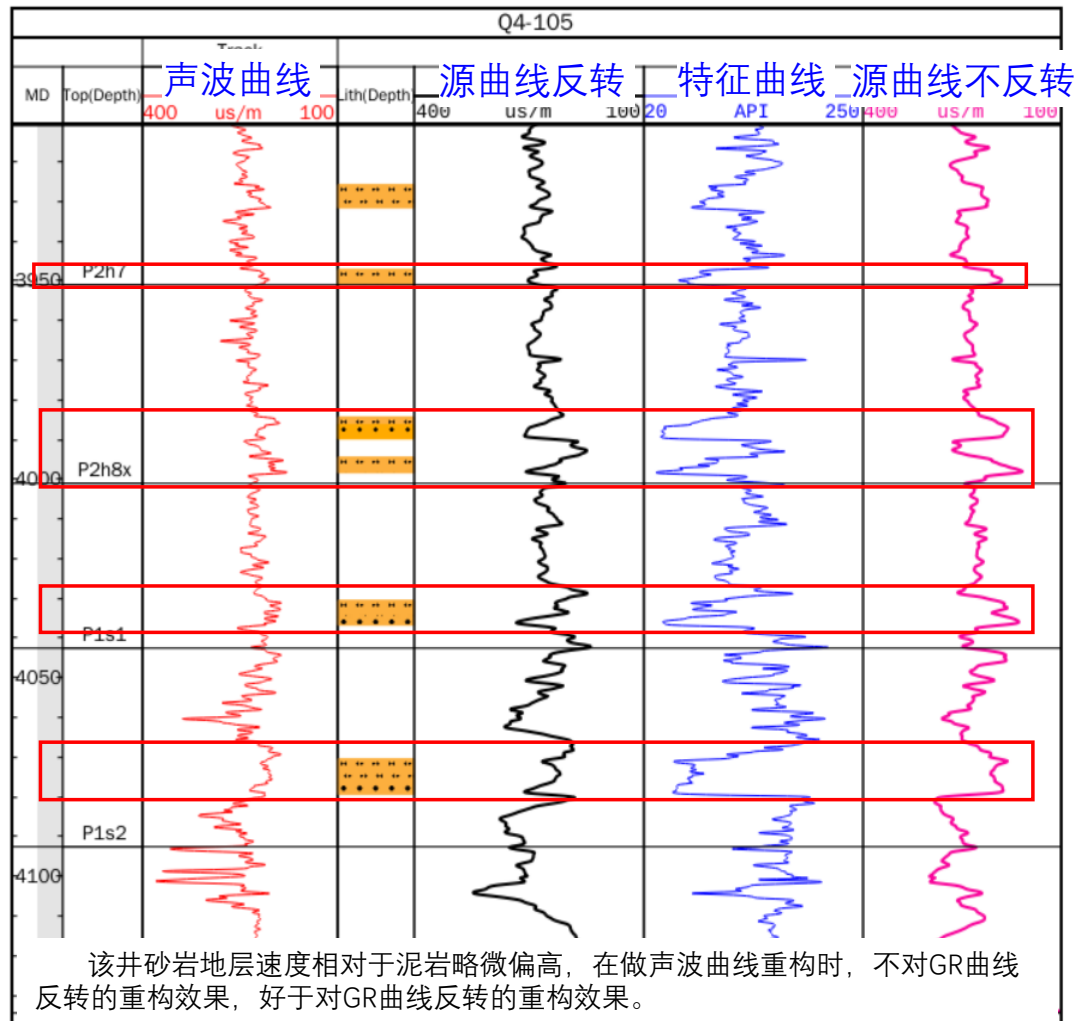 Q4-105
Track
MD Top(Depth) 声波曲线 Lith(Depth) 源曲线反转 特征曲线 源曲线不反转
400 us/m 100 400 us/m 100 20 API 250 400 us/m 100
P2h7
3950
P2h8x
4000
P1s1
4050
P1s2
4100
该井砂岩地层速度相对于泥岩略微偏高，在做声波曲线重构时，不对GR曲线
反转的重构效果，好于对GR曲线反转的重构效果。